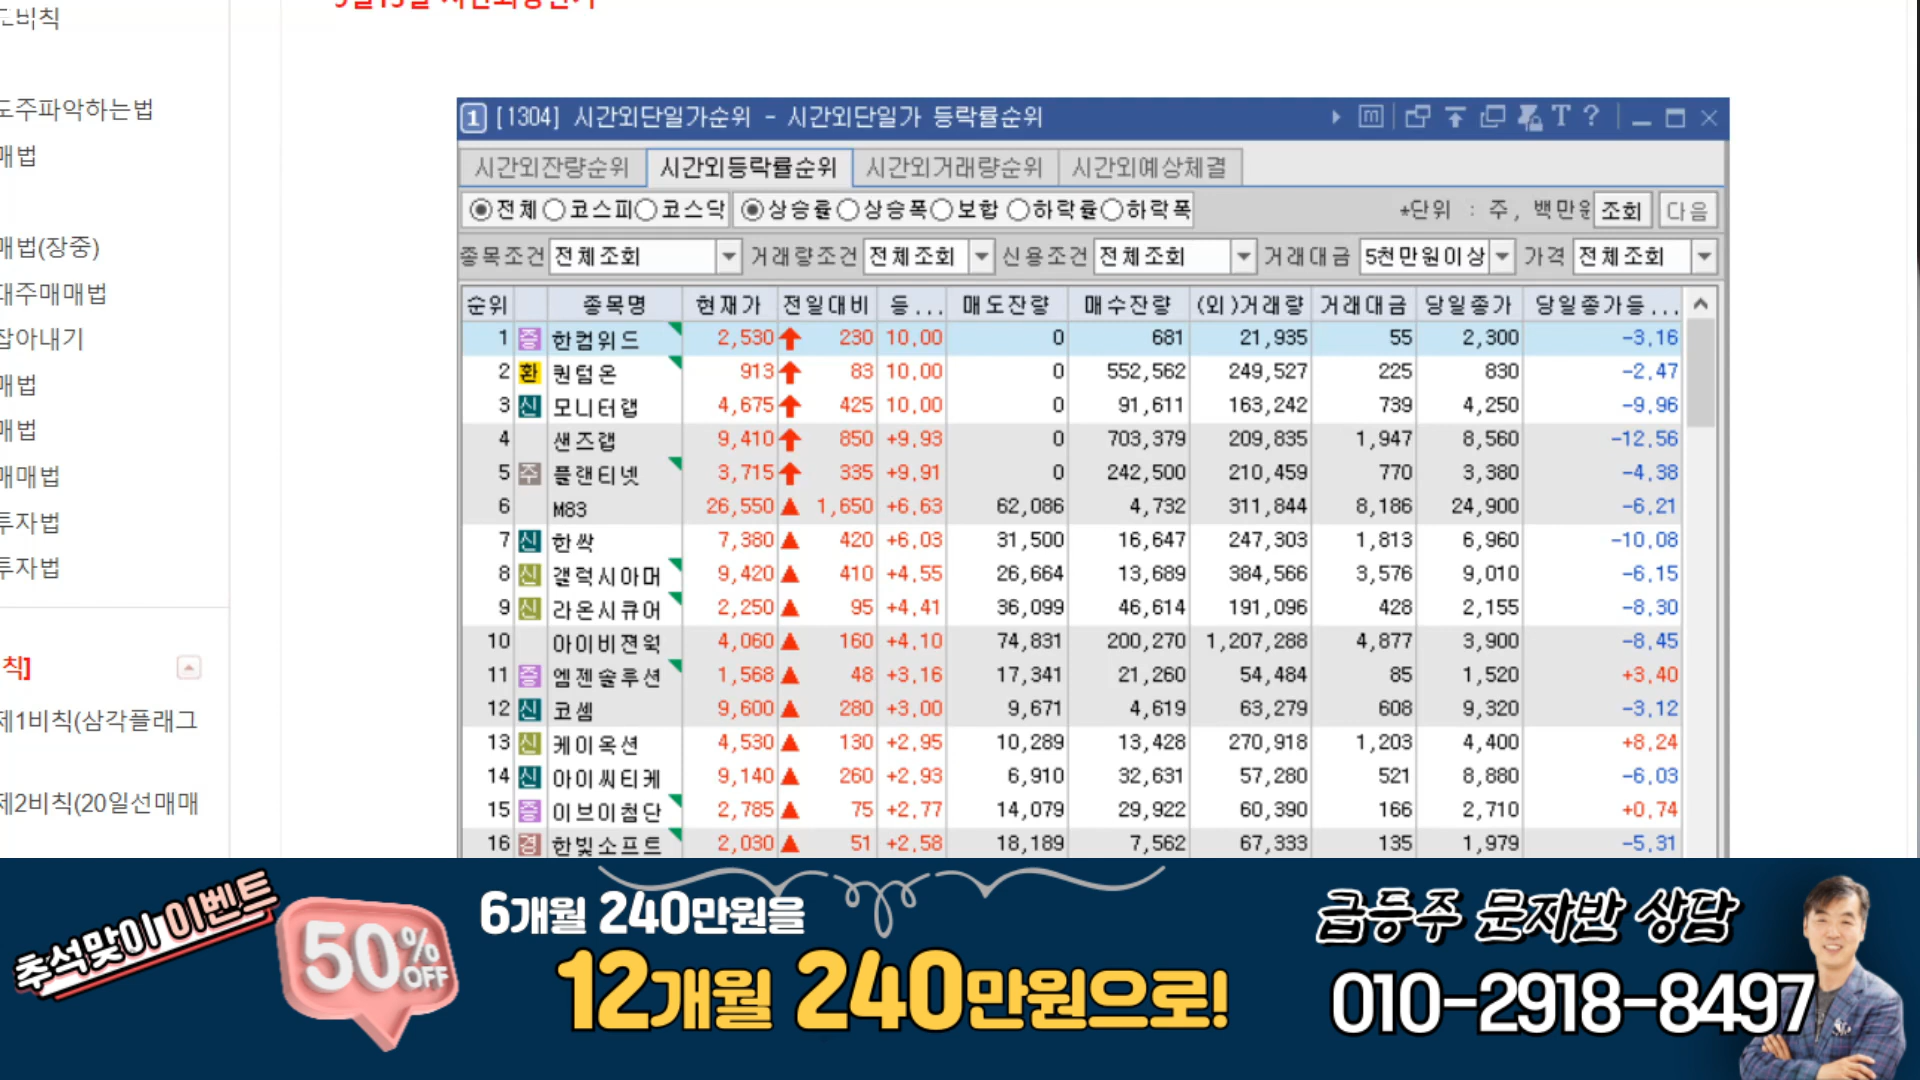 도주파악하는법
매법
매법(장중)
대주매매법
잡아내기
매법
매법
매매법
투자법
투자법
칙]
제1비칙(삼각플래그
제2비칙(20일선매매
1 [1304] 시간외단일가순위 - 시간외단일가 등락률순위
시간외잔량순위 시간외등락률순위 시간외거래량순위 시간외예상체결
전체 코스피 코스닥 상승률 상승폭 보합 하락률 하락폭 *단위 : 주, 백만원 조회 다음
종목조건 전체조회 거래량조건 전체조회 신용조건 전체조회 거래대금 5천만원이상 가격 전체조회
순위 종목명 현재가 전일대비 등... 매도잔량 매수잔량 (외)거래량 거래대금 당일종가 당일종가등...
1 증 한컴위드 2,530 230 10.00 0 681 21,935 55 2,300 -3.16
2 환 퀀텀온 913 83 10.00 0 552,562 249,527 225 830 -2.47
3 신 모니터랩 4,675 425 10.00 0 91,611 163,242 739 4,250 -9.96
4 샌즈랩 9,410 850 +9.93 0 703,379 209,835 1,947 8,560 -12.56
5 주 플랜티넷 3,715 335 +9.91 0 242,500 210,459 770 3,380 -4.38
6 M83 26,550 1,650 +6.63 62,086 4,732 311,844 8,186 24,900 -6.21
7 신 한싹 7,380 420 +6.03 31,500 16,647 247,303 1,813 6,960 -10.08
8 신 갤럭시아머 9,420 410 +4.55 26,664 13,689 384,566 3,576 9,010 -6.15
9 신 라온시큐어 2,250 95 +4.41 36,099 46,614 191,096 428 2,155 -8.30
10 아이비젼웍 4,060 160 +4.10 74,831 200,270 1,207,288 4,877 3,900 -8.45
11 증 엠젠솔루션 1,568 48 +3.16 17,341 21,260 54,484 85 1,520 +3.40
12 신 코셈 9,600 280 +3.00 9,671 4,619 63,279 608 9,320 -3.12
13 신 케이옥션 4,530 130 +2.95 10,289 13,428 270,918 1,203 4,400 +8.24
14 신 아이씨티케 9,140 260 +2.93 6,910 32,631 57,280 521 8,880 -6.03
15 증 이브이첨단 2,785 75 +2.77 14,079 29,922 60,390 166 2,710 +0.74
16 경 한빛소프트 2,030 51 +2.58 18,189 7,562 67,333 135 1,979 -5.31
추석맞이 이벤트
50% OFF
6개월 240만원을
12개월 240만원으로!
급등주 문자반 상담
010-2918-8497